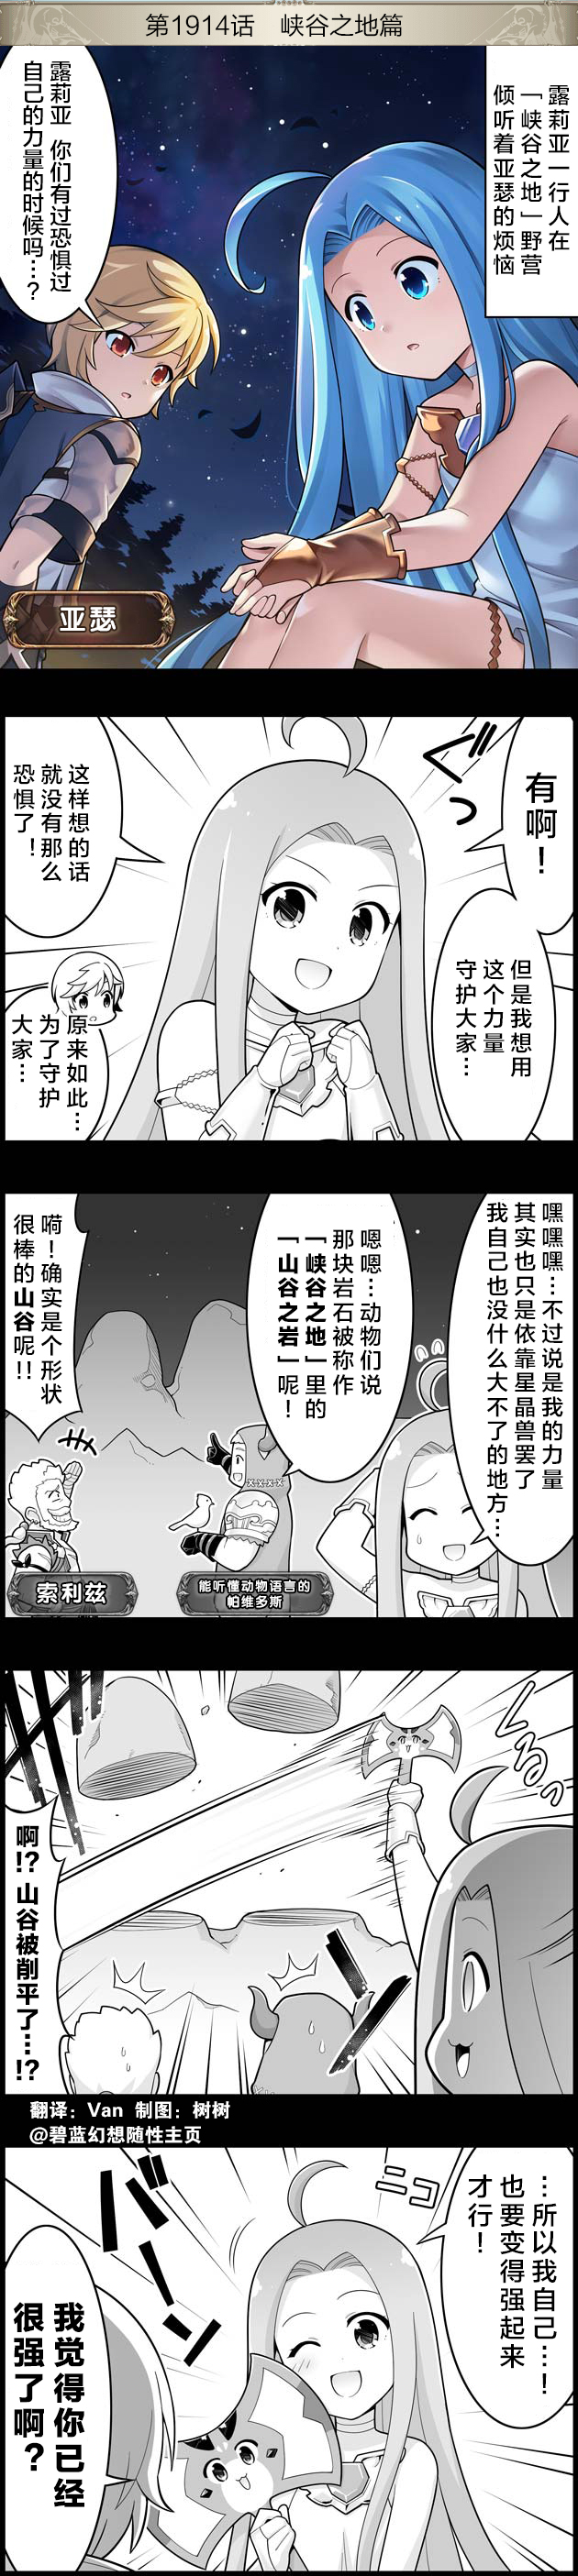 第1914话　峡谷之地篇
露莉亚一行人在
「峡谷之地」野营
倾听着亚瑟的烦恼
露莉亚 你们有过恐惧过
自己的力量的时候吗…?
亚瑟
有啊！
ぐっ
但是我想用
这个力量
守护大家…
这样想的话
就没有那么
恐惧了！
原来如此…
为了守护
大家…
嘿嘿嘿…不过说是我的力量
其实也只是依靠星晶兽罢了
我自己也没什么大不了的地方…
嗯嗯…动物们说
那块岩石被称作
「峡谷之地」里的
「山谷之岩」呢！
嗬！确实是个形状
很棒的山谷呢!!
索利兹
能听懂动物语言的
帕维多斯
くるっ
啊!? 山谷被削平了…!?
翻译：Van 制图：树树
@碧蓝幻想随性主页
…所以我自己…！
也要变得强起来
才行！
ニコ
我觉得你已经
很强了啊？